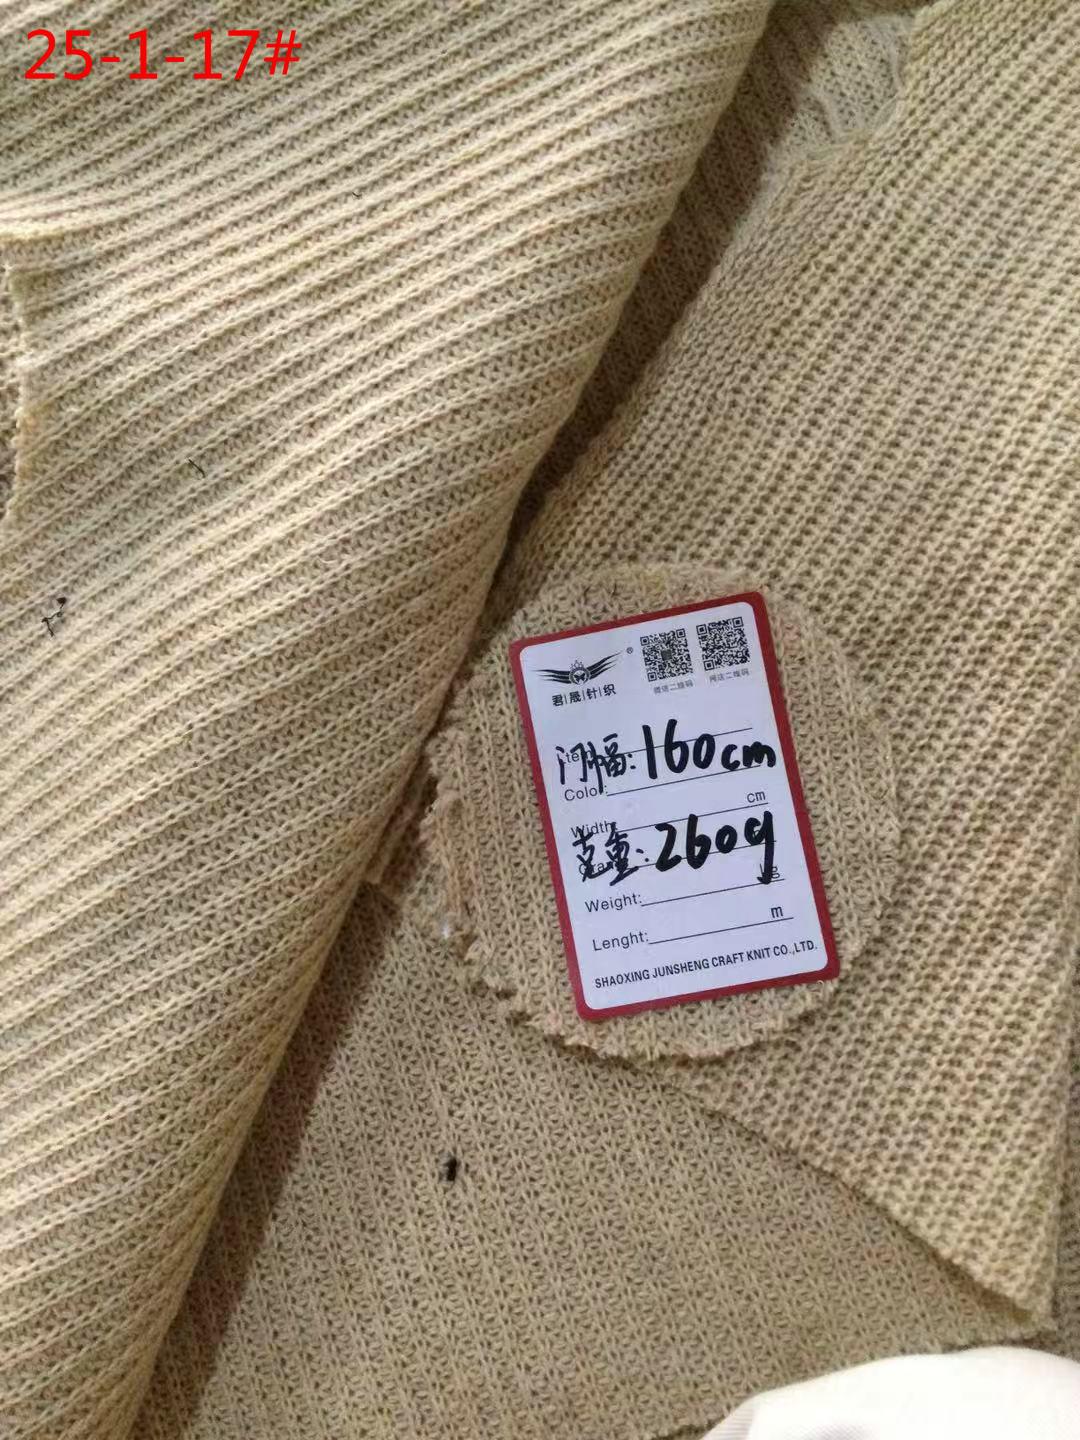 25-1-17#
®
君|晟|针|织
微店二维码 网店二维码
门幅:160cm
Color:
cm
Width
克重:260g
kg
Weight:
m
Lenght:
SHAOXING JUNSHENG CRAFT KNIT CO.,LTD.